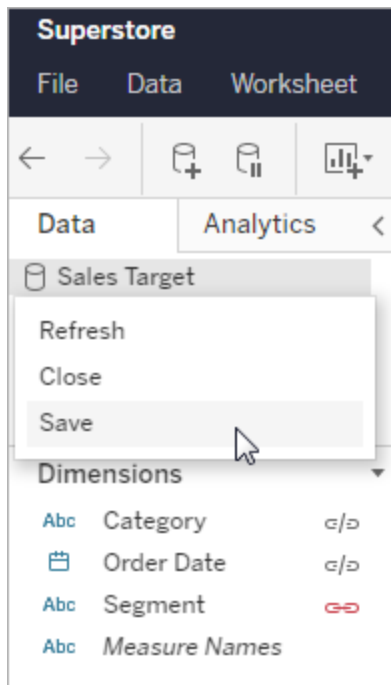 Superstore
File Data Worksheet
Data Analytics
Sales Target
Refresh
Close
Save
Dimensions
Abc Category
Order Date
Abc Segment
Abc Measure Names